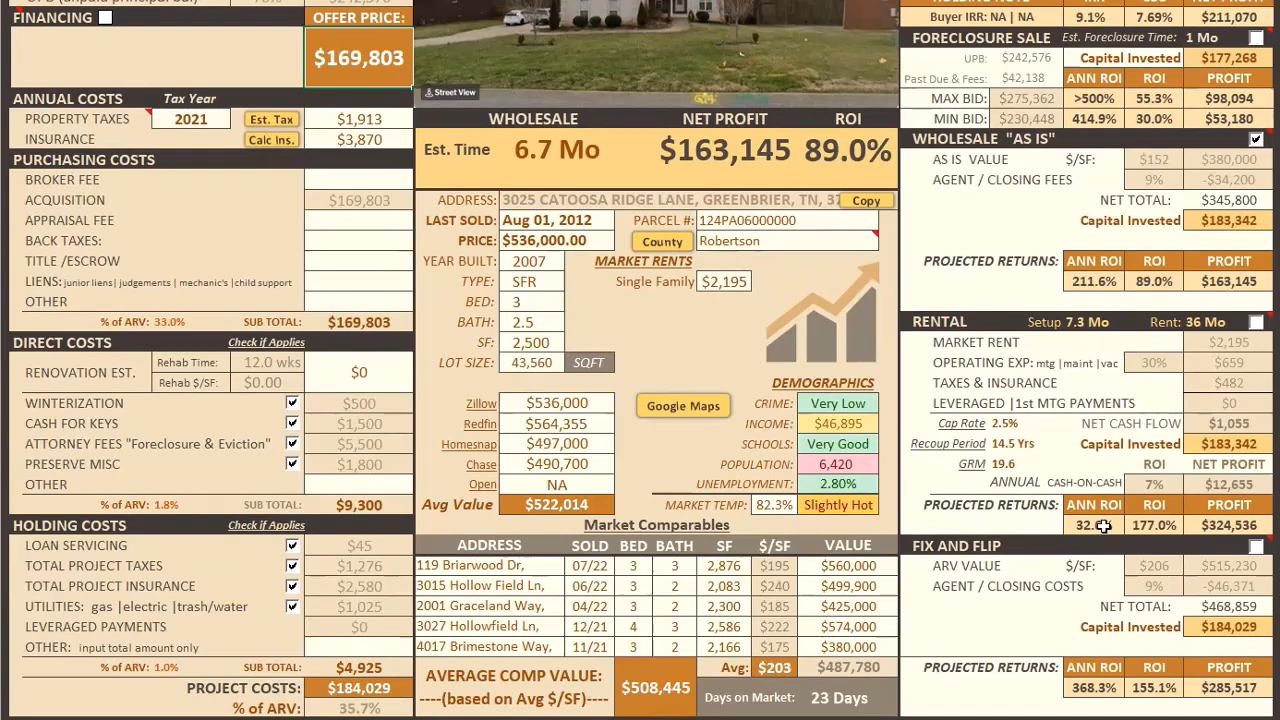 FINANCING
OFFER PRICE:
$169,803
ANNUAL COSTS Tax Year
PROPERTY TAXES 2021 Est. Tax $1,913
INSURANCE Calc Ins. $3,870
PURCHASING COSTS
BROKER FEE
ACQUISITION $169,803
APPRAISAL FEE
BACK TAXES:
TITLE /ESCROW
LIENS: junior liens| judgements | mechanic's |child support
OTHER
% of ARV: 33.0% SUB TOTAL: $169,803
DIRECT COSTS Check if Applies
RENOVATION EST. Rehab Time: 12.0 wks $0
Rehab $/SF: $0.00
WINTERIZATION $500
CASH FOR KEYS $1,500
ATTORNEY FEES "Foreclosure & Eviction" $5,500
PRESERVE MISC $1,800
OTHER
% of ARV: 1.8% SUB TOTAL: $9,300
HOLDING COSTS Check if Applies
LOAN SERVICING $45
TOTAL PROJECT TAXES $1,276
TOTAL PROJECT INSURANCE $2,580
UTILITIES: gas |electric |trash/water $1,025
LEVERAGED PAYMENTS $0
OTHER: input total amount only
% of ARV: 1.0% SUB TOTAL: $4,925
PROJECT COSTS: $184,029
% of ARV: 35.7%
Street View
WHOLESALE NET PROFIT ROI
Est. Time 6.7 Mo $163,145 89.0%
ADDRESS: 3025 CATOOSA RIDGE LANE, GREENBRIER, TN, Copy
LAST SOLD: Aug 01, 2012 PARCEL #: 124PA06000000
PRICE: $536,000.00 County Robertson
YEAR BUILT: 2007 MARKET RENTS
TYPE: SFR Single Family $2,195
BED: 3
BATH: 2.5
SF: 2,500
LOT SIZE: 43,560 SQFT
DEMOGRAPHICS
Zillow $536,000 Google Maps CRIME: Very Low
Redfin $564,355 INCOME: $46,895
Homesnap $497,000 SCHOOLS: Very Good
Chase $490,700 POPULATION: 6,420
Open NA UNEMPLOYMENT: 2.80%
Avg Value $522,014 MARKET TEMP: 82.3% Slightly Hot
Market Comparables
ADDRESS SOLD BED BATH SF $/SF VALUE
119 Briarwood Dr, 07/22 3 3 2,876 $195 $560,000
3015 Hollow Field Ln, 06/22 3 2 2,083 $240 $499,900
2001 Graceland Way, 04/22 3 2 2,300 $185 $425,000
3027 Hollowfield Ln, 12/21 4 3 2,586 $222 $574,000
4017 Brimestone Way, 11/21 3 2 2,166 $175 $380,000
AVERAGE COMP VALUE: $508,445 Avg: $203 $487,780
----(based on Avg $/SF)---- Days on Market: 23 Days
Buyer IRR: NA | NA 9.1% 7.69% $211,070
FORECLOSURE SALE Est. Foreclosure Time: 1 Mo
UPB: $242,576 Capital Invested $177,268
Past Due & Fees: $42,138 ANN ROI ROI PROFIT
MAX BID: $275,362 >500% 55.3% $98,094
MIN BID: $230,448 414.9% 30.0% $53,180
WHOLESALE "AS IS"
AS IS VALUE $/SF: $152 $380,000
AGENT / CLOSING FEES 9% -$34,200
NET TOTAL: $345,800
Capital Invested $183,342
PROJECTED RETURNS: ANN ROI ROI PROFIT
211.6% 89.0% $163,145
RENTAL Setup 7.3 Mo Rent: 36 Mo
MARKET RENT $2,195
OPERATING EXP: mtg |maint |vac 30% $659
TAXES & INSURANCE $482
LEVERAGED |1st MTG PAYMENTS $0
Cap Rate 2.5% NET CASH FLOW $1,055
Recoup Period 14.5 Yrs Capital Invested $183,342
GRM 19.6 ROI NET PROFIT
ANNUAL CASH-ON-CASH 7% $12,655
PROJECTED RETURNS: ANN ROI ROI PROFIT
177.0% $324,536
FIX AND FLIP
ARV VALUE $/SF: $206 $515,230
AGENT / CLOSING COSTS 9% -$46,371
NET TOTAL: $468,859
Capital Invested $184,029
PROJECTED RETURNS: ANN ROI ROI PROFIT
368.3% 155.1% $285,517